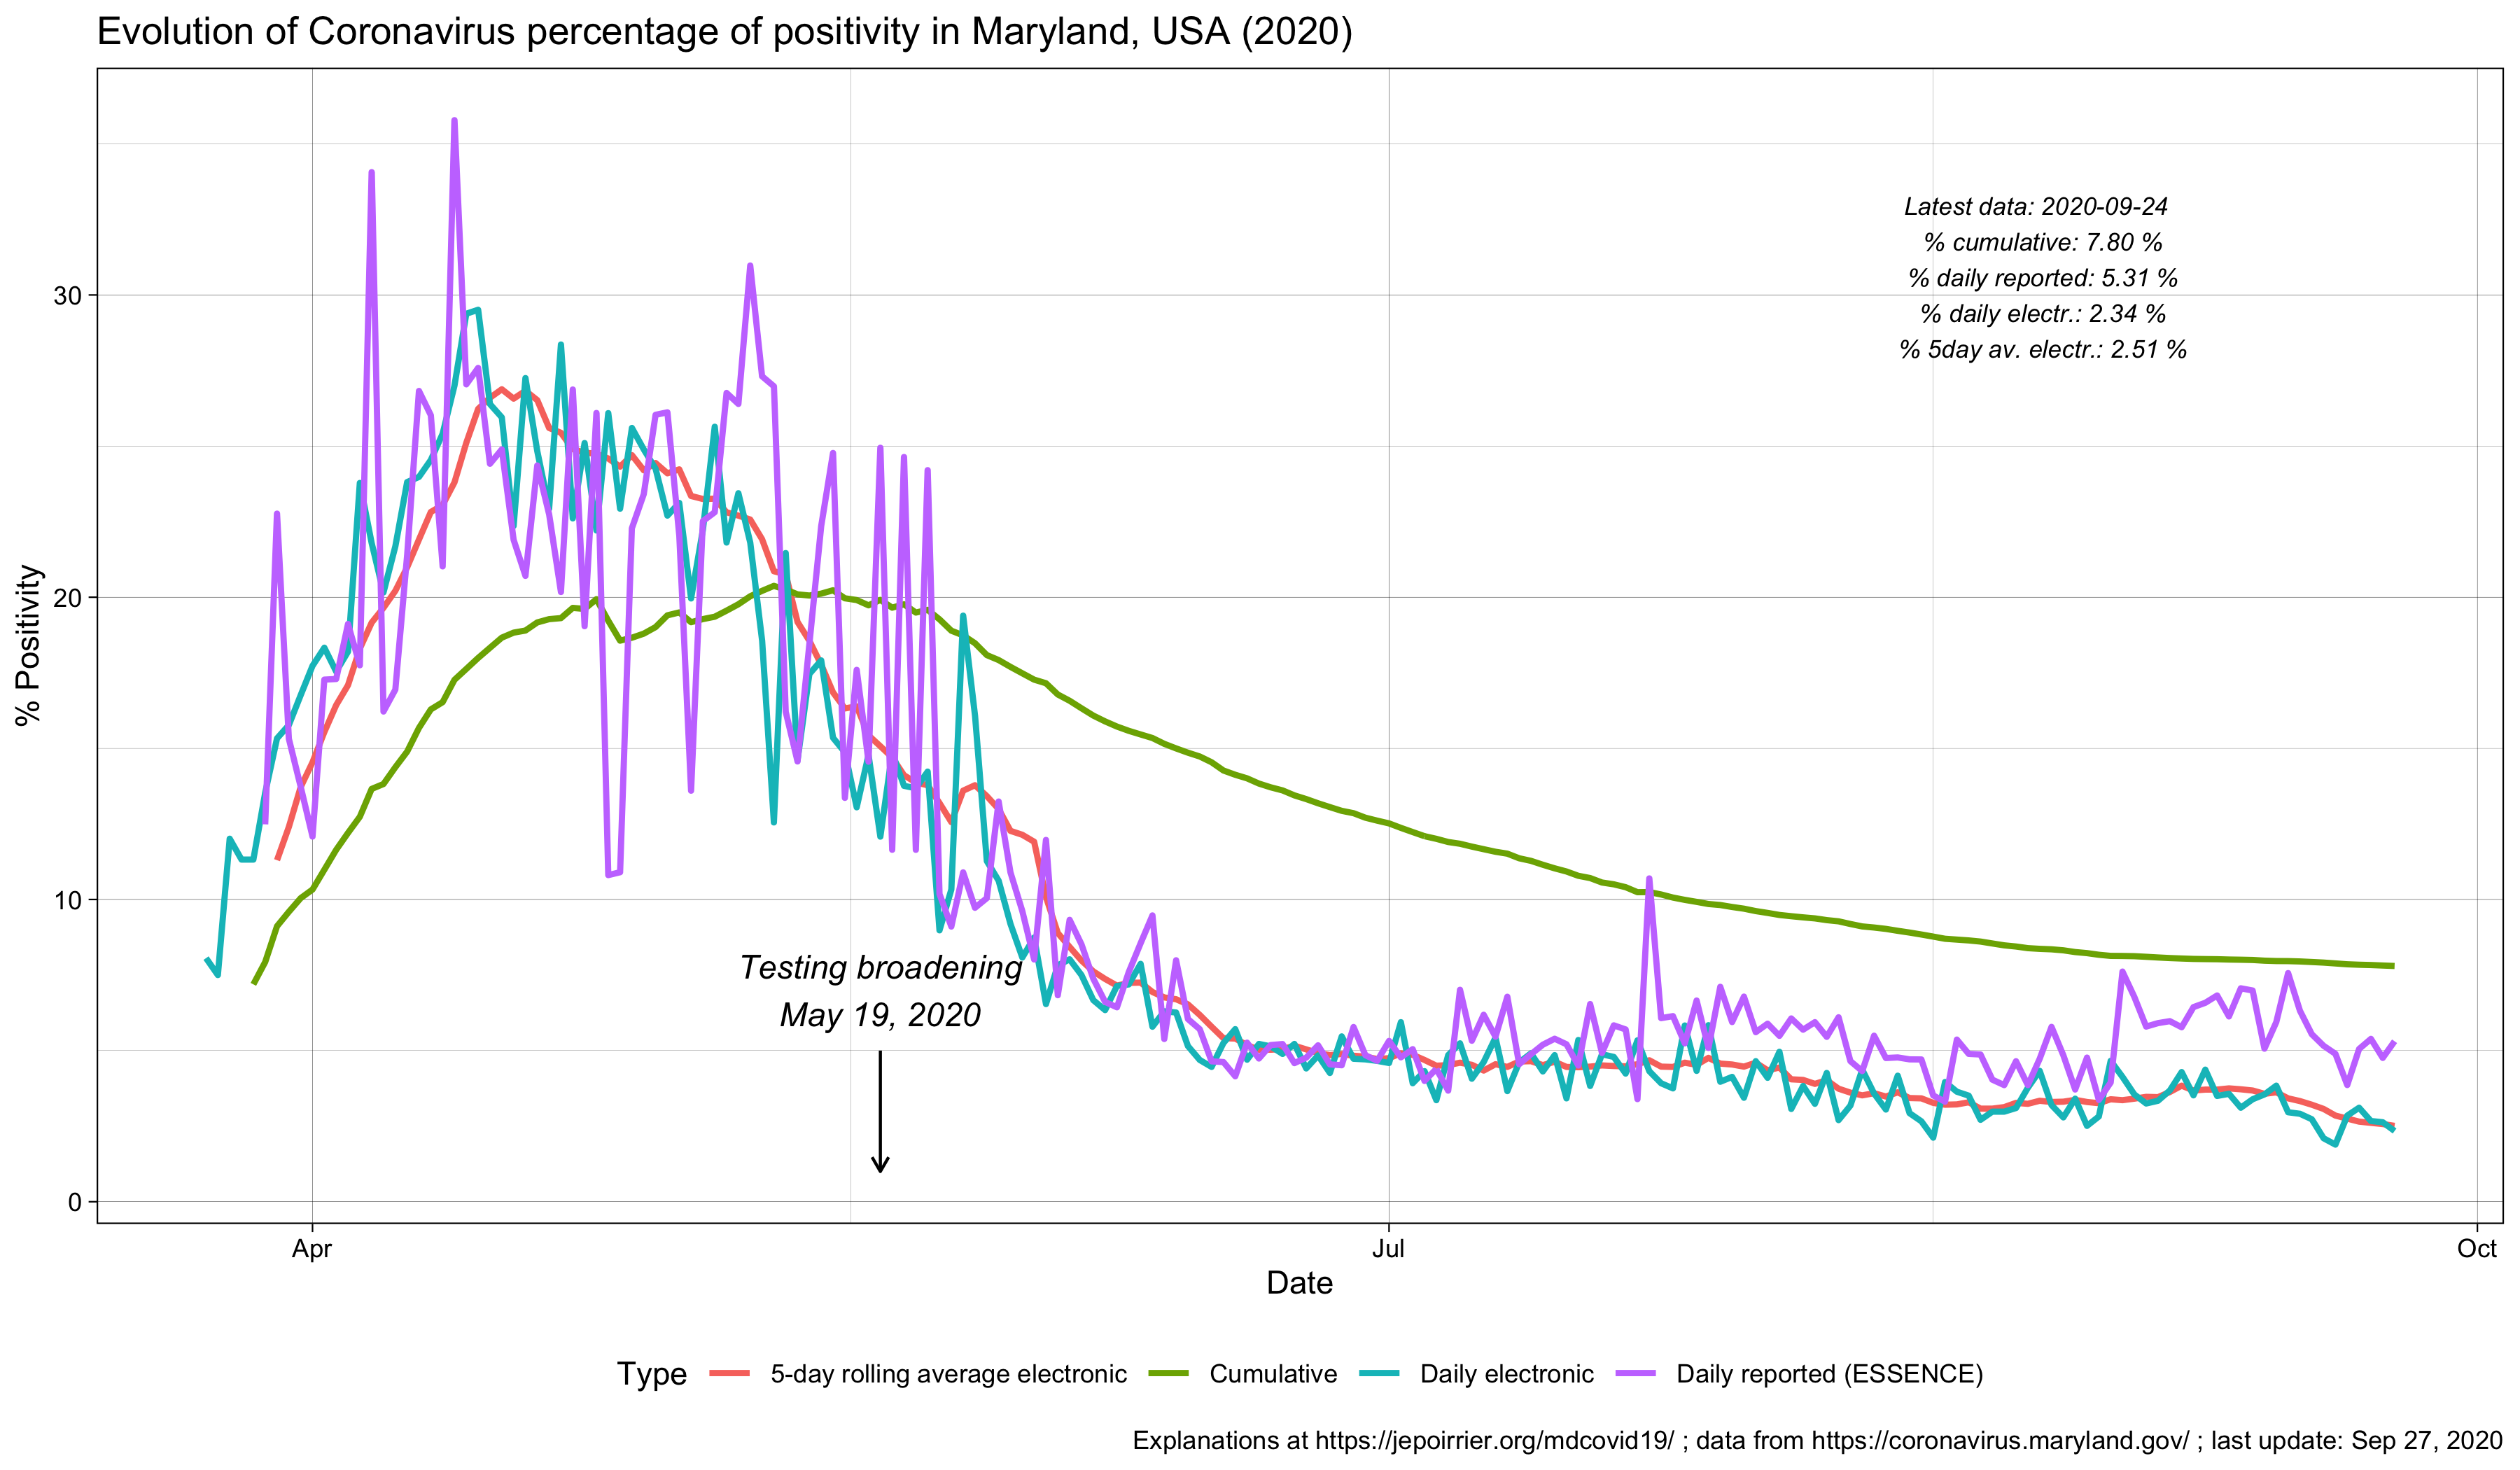 Evolution of Coronavirus percentage of positivity in Maryland, USA (2020)
Latest data: 2020-09-24
% cumulative: 7.80 %
% daily reported: 5.31 %
% daily electr.: 2.34 %
% 5day av. electr.: 2.51 %
30
20
10
0
% Positivity
Testing broadening
May 19, 2020
Apr
Jul
Oct
Date
Type
5-day rolling average electronic
Cumulative
Daily electronic
Daily reported (ESSENCE)
Explanations at https://jepoirrier.org/mdcovid19/ ; data from https://coronavirus.maryland.gov/ ; last update: Sep 27, 2020